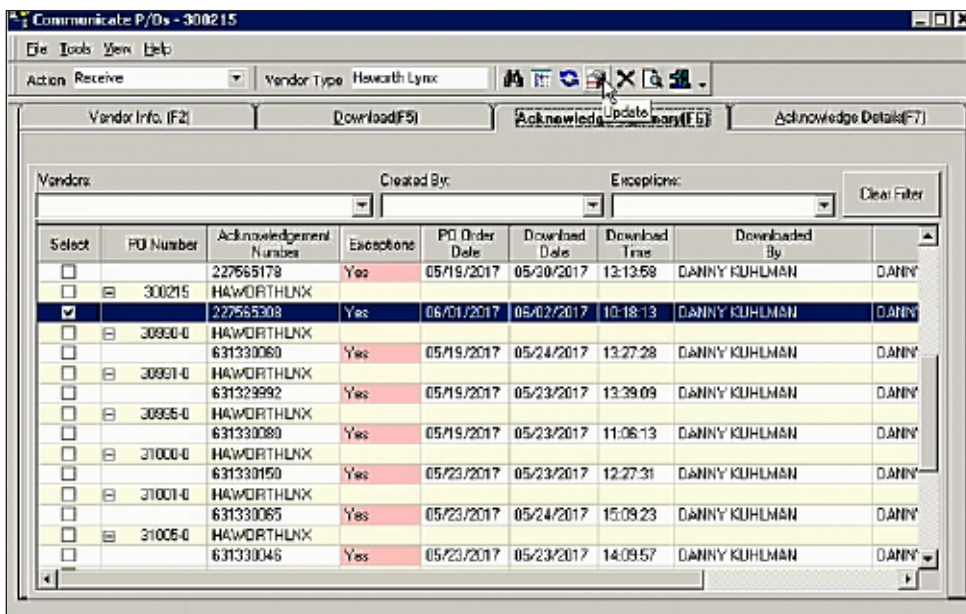 Communicate P/Os - 300215
File Tools View Help
Action Receive Vendor Type Haworth Lynx
Update
Vendor Info. (F2) Download(F5) Acknowledge Details(F7)
Vendors: Created By: Exceptions:
Clear Filter
Select PO Number Acknowledgement Number Exceptions PO Order Date Download Date Download Time Downloaded By
227565178 Yes 05/19/2017 05/30/2017 13:13:58 DANNY KUHLMAN DANNY
300215 HAWORTHLNX
227565308 Yes 06/01/2017 06/02/2017 10:18:13 DANNY KUHLMAN DANN
30990-0 HAWORTHLNX
631330060 Yes 05/19/2017 05/24/2017 13:27:28 DANNY KUHLMAN DANNY
30991-0 HAWORTHLNX
631329992 Yes 05/19/2017 05/23/2017 13:39:09 DANNY KUHLMAN DANNY
30995-0 HAWORTHLNX
631330080 Yes 05/19/2017 05/23/2017 11:06:13 DANNY KUHLMAN DANNY
31000-0 HAWORTHLNX
631330150 Yes 05/23/2017 05/23/2017 12:27:31 DANNY KUHLMAN DANNY
31001-0 HAWORTHLNX
631330065 Yes 05/23/2017 05/24/2017 15:09:23 DANNY KUHLMAN DANNY
31005-0 HAWORTHLNX
631330046 Yes 05/23/2017 05/23/2017 14:09:57 DANNY KUHLMAN DANNY